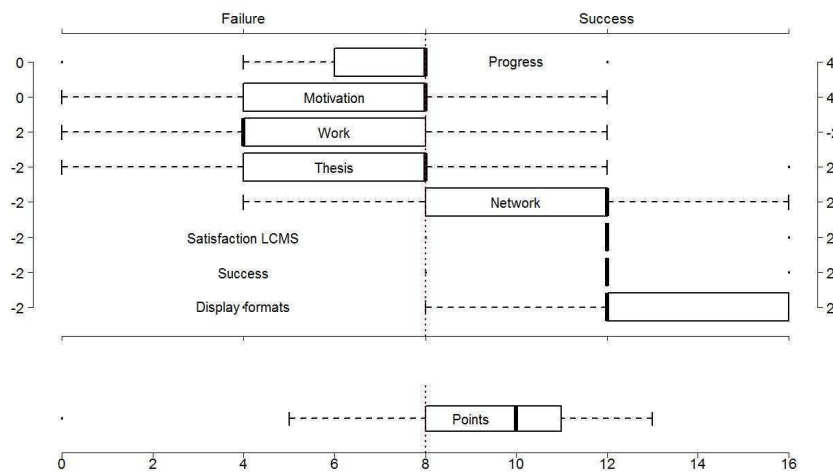 Failure Success
0 Progress 4
0 Motivation 4
2 Work -2
-2 Thesis 2
-2 Network 2
-2 Satisfaction LCMS 2
-2 Success 2
-2 Display formats 2
Points
0 2 4 6 8 10 12 14 16